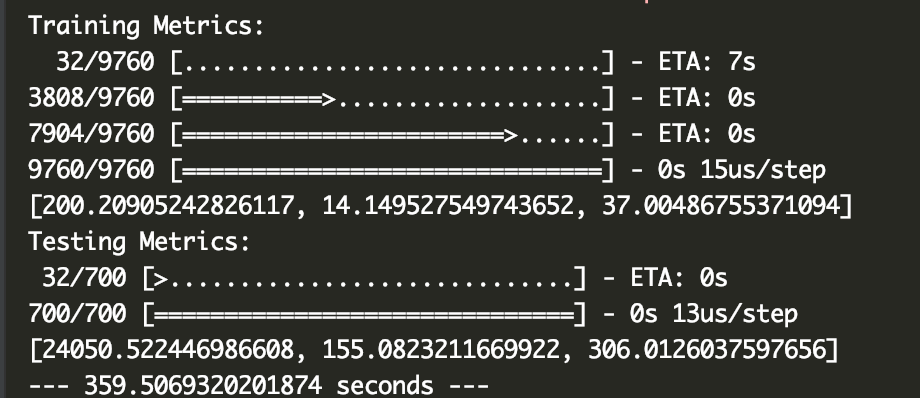 Training Metrics:
32/9760 [..............................] - ETA: 7s
3808/9760 [==========>...................] - ETA: 0s
7904/9760 [=======================>......] - ETA: 0s
9760/9760 [==============================] - 0s 15us/step
[200.20905242826117, 14.149527549743652, 37.00486755371094]
Testing Metrics:
32/700 [>.............................] - ETA: 0s
700/700 [==============================] - 0s 13us/step
[24050.522446986608, 155.0823211669922, 306.0126037597656]
--- 359.5069320201874 seconds ---